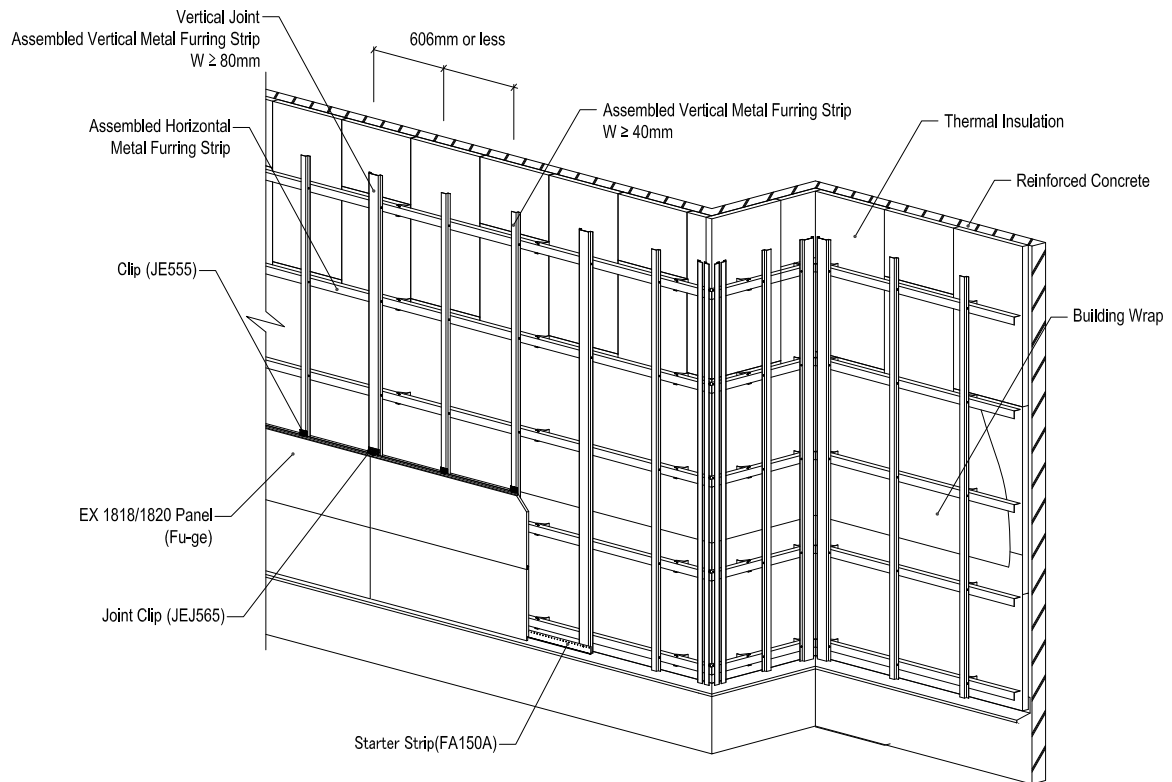 Vertical Joint
Assembled Vertical Metal Furring Strip
W ≥ 80mm
606mm or less
Assembled Vertical Metal Furring Strip
W ≥ 40mm
Thermal Insulation
Assembled Horizontal
Metal Furring Strip
Reinforced Concrete
Clip (JE555)
Building Wrap
EX 1818/1820 Panel
(Fu-ge)
Joint Clip (JEJ565)
Starter Strip(FA150A)